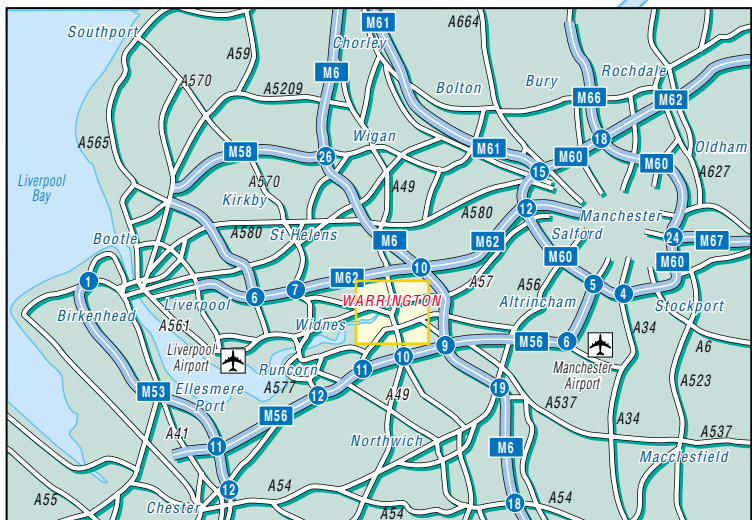 M61
A664
Southport
A59
Chorley
M6
A570
A5209
Bolton
Bury
Rochdale
M66
M62
A565
Wigan
M61
18
M60
Oldham
M58
26
15
M60
A627
Liverpool
Bay
Kirkby
A570
A49
12
A580
Manchester
Salford
Bootle
A580
St Helens
M6
M62
24
M67
M60
M60
1
M62
10
A57
A56
5
4
6
7
Liverpool
WARRINGTON
Altrincham
Stockport
Birkenhead
A561
Widnes
A34
Liverpool
Airport
9
M56
6
Manchester
Airport
A6
Runcorn
11
10
Ellesmere
Port
A577
12
A49
19
A537
A523
M53
M56
A34
A41
11
Northwich
M6
A537
Macclesfield
12
A55
Chester
A54
A54
18
A54